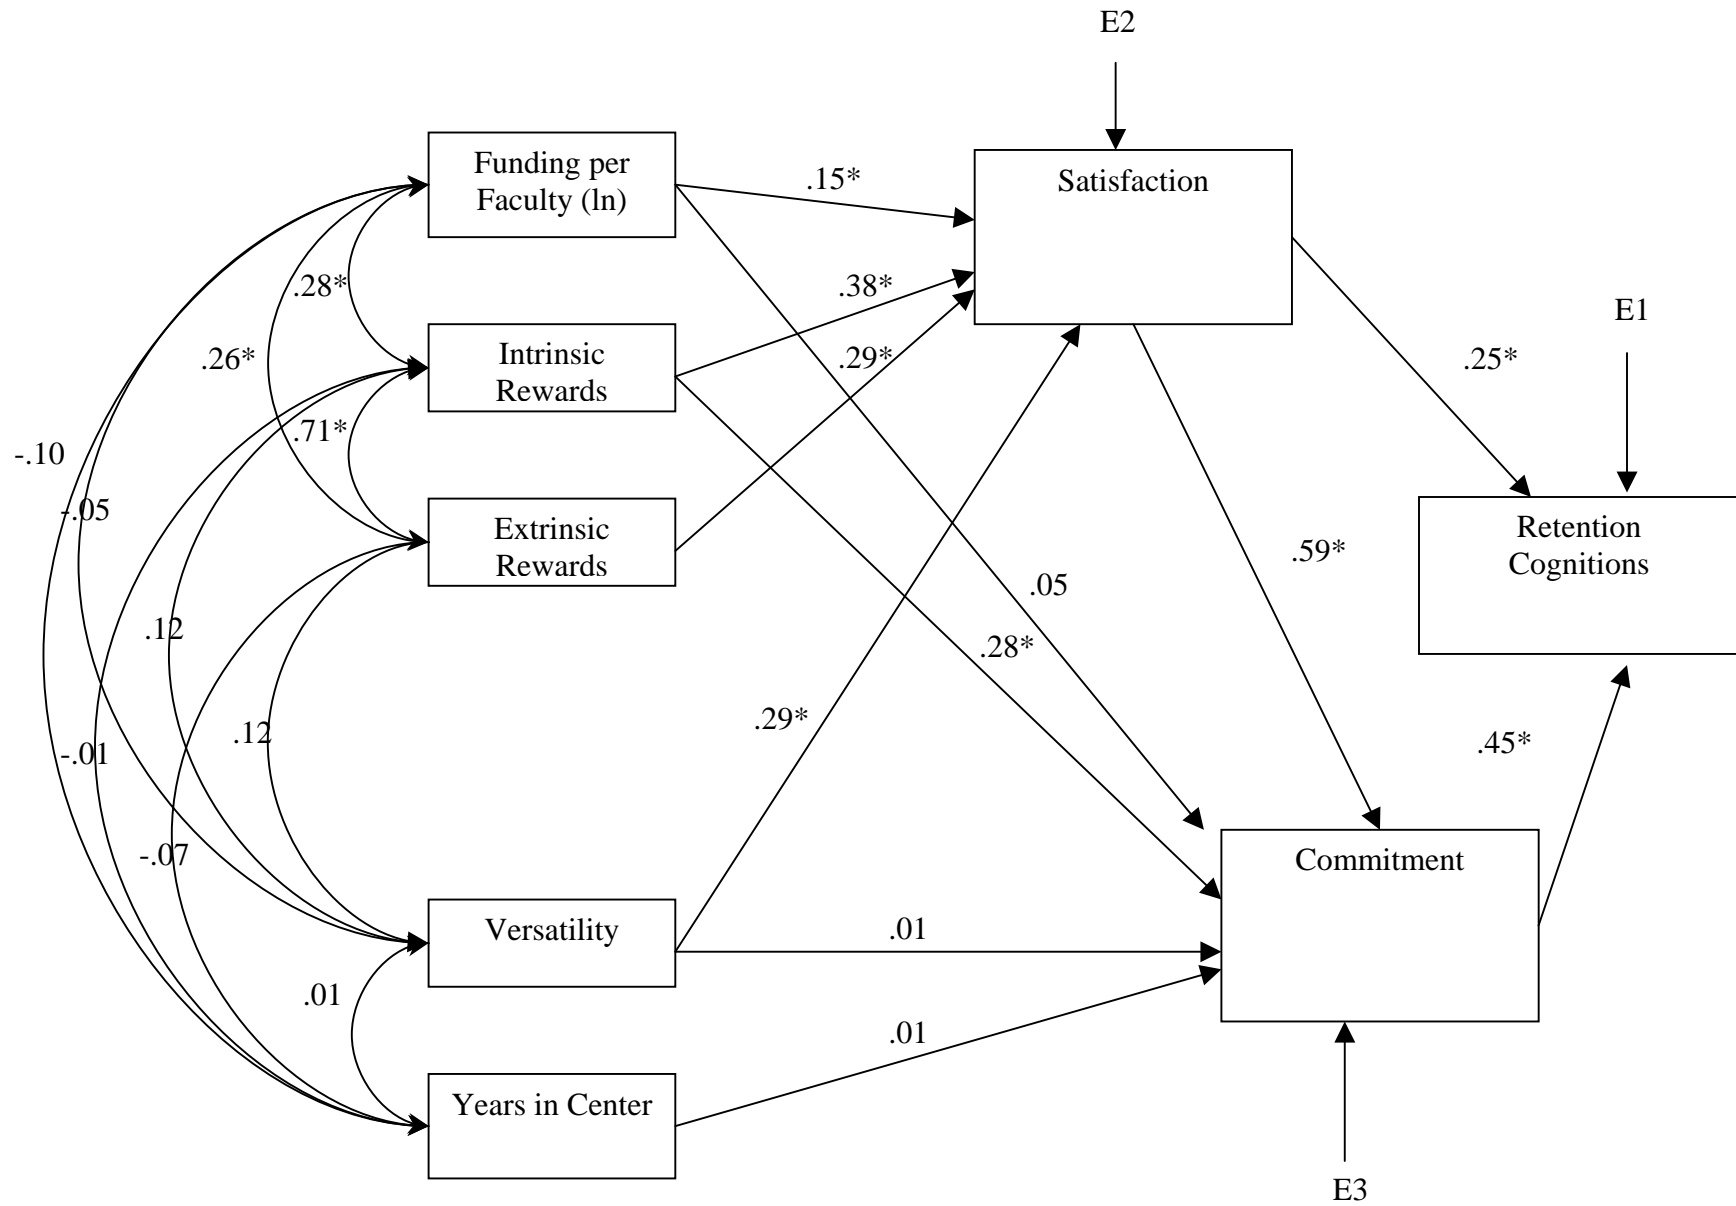 E2
Funding per
Faculty (ln)
.15*
Satisfaction
.28*
.38*
E1
Intrinsic
Rewards
.26*
.29*
.25*
.71*
-.10
-.05
Extrinsic
Rewards
Retention
Cognitions
.59*
.05
.12
.28*
.29*
.12
.45*
-.01
-.07
Commitment
Versatility
.01
.01
.01
Years in Center
E3